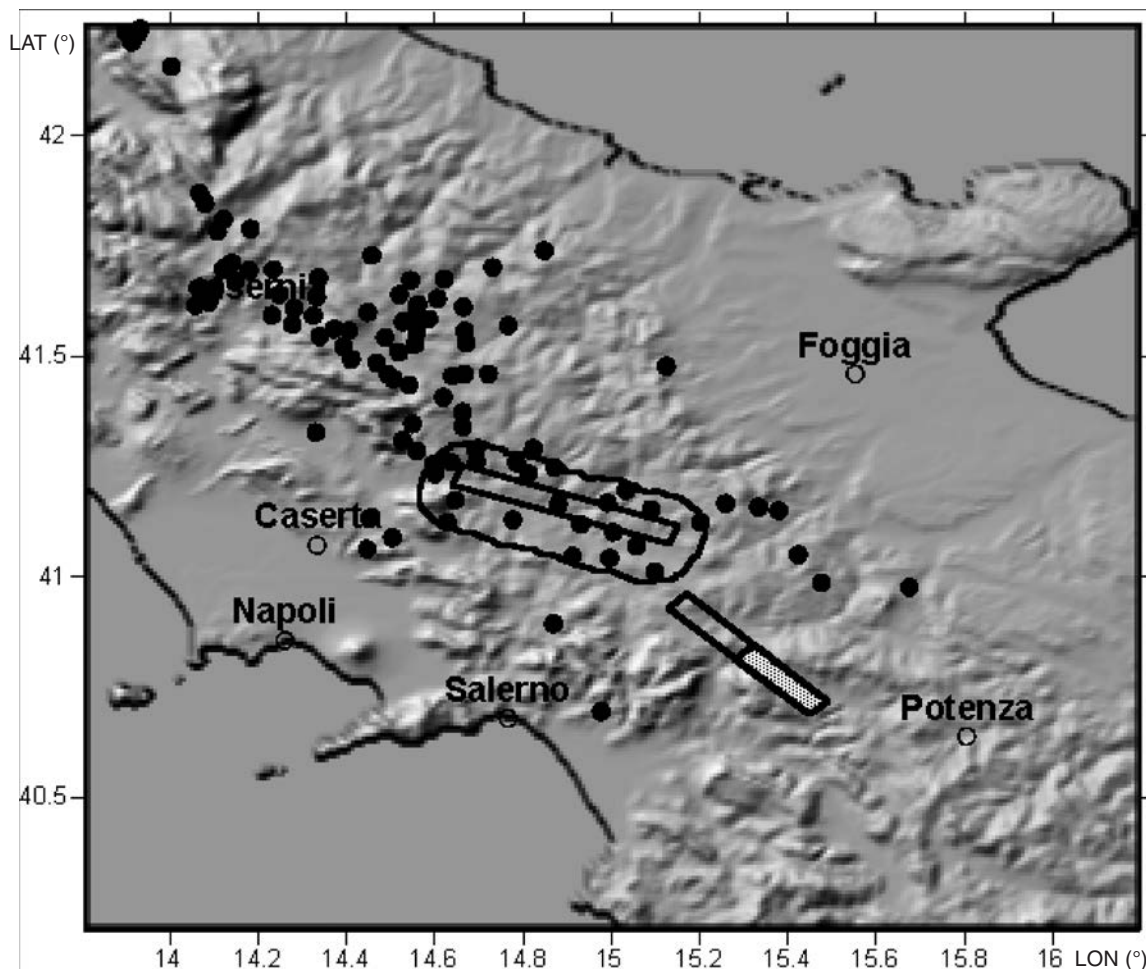 LAT (°)
42
41.5
41
40.5
Foggia
Caserta
Napoli
Salerno
Potenza
14 14.2 14.4 14.6 14.8 15 15.2 15.4 15.6 15.8 16 LON (°)